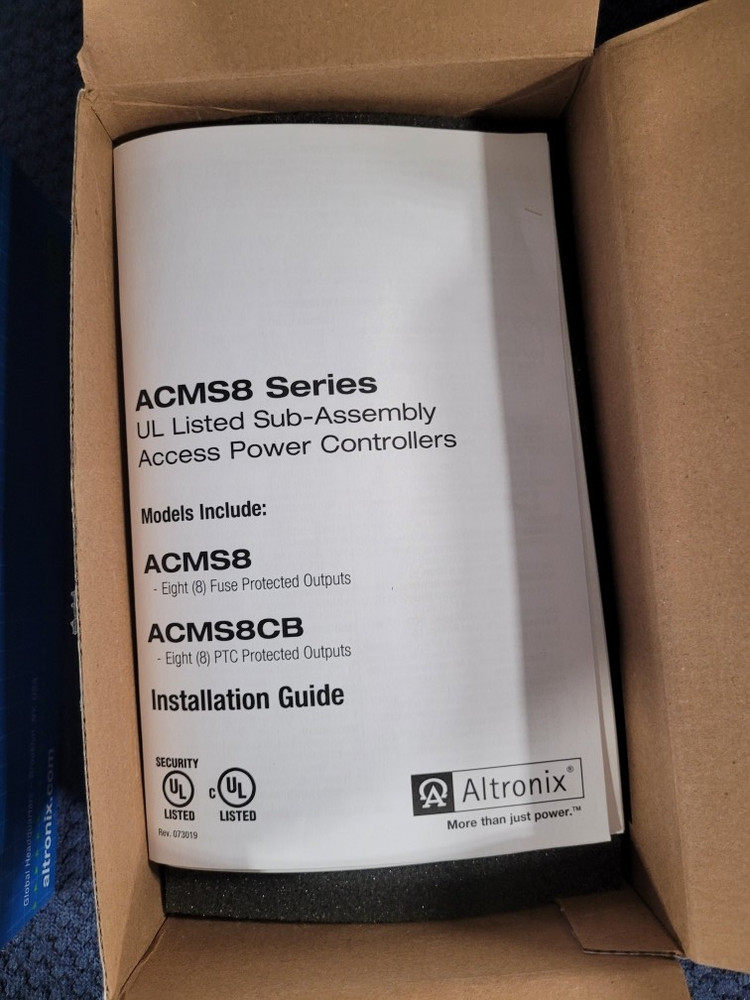 ACMS8 Series
UL Listed Sub-Assembly
Access Power Controllers
Models Include:
ACMS8
- Eight (8) Fuse Protected Outputs
ACMS8CB
- Eight (8) PTC Protected Outputs
Installation Guide
SECURITY
UL
LISTED
C UL
LISTED
Rev. 073019
Altronix®
More than just power.™
Global Headquarters
altronix.com